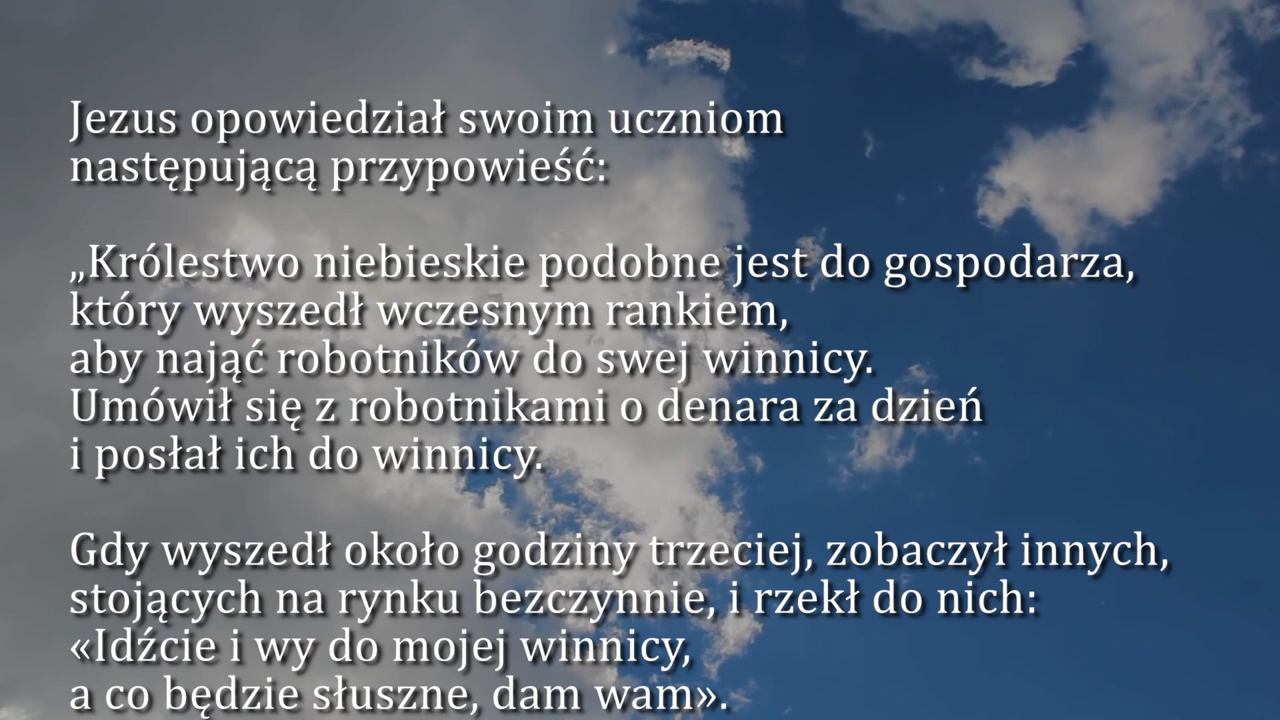 Jezus opowiedział swoim uczniom
następującą przypowieść:
„Królestwo niebieskie podobne jest do gospodarza,
który wyszedł wczesnym rankiem,
aby nająć robotników do swej winnicy.
Umówił się z robotnikami o denara za dzień
i posłał ich do winnicy.
Gdy wyszedł około godziny trzeciej, zobaczył innych,
stojących na rynku bezczynnie, i rzekł do nich:
«Idźcie i wy do mojej winnicy,
a co będzie słuszne, dam wam».